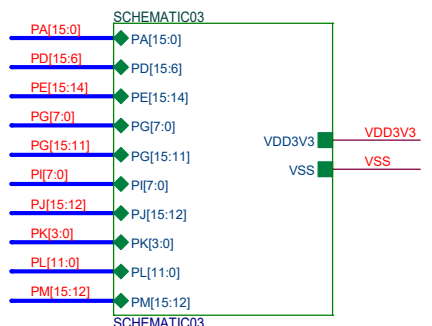 SCHEMATIC03
PA[15:0] PA[15:0]
PD[15:6] PD[15:6]
PE[15:14] PE[15:14]
PG[7:0] PG[7:0]
VDD3V3 VDD3V3
PG[15:11] PG[15:11]
VSS VSS
PI[7:0] PI[7:0]
PJ[15:12] PJ[15:12]
PK[3:0] PK[3:0]
PL[11:0] PL[11:0]
PM[15:12] PM[15:12]
SCHEMATIC03